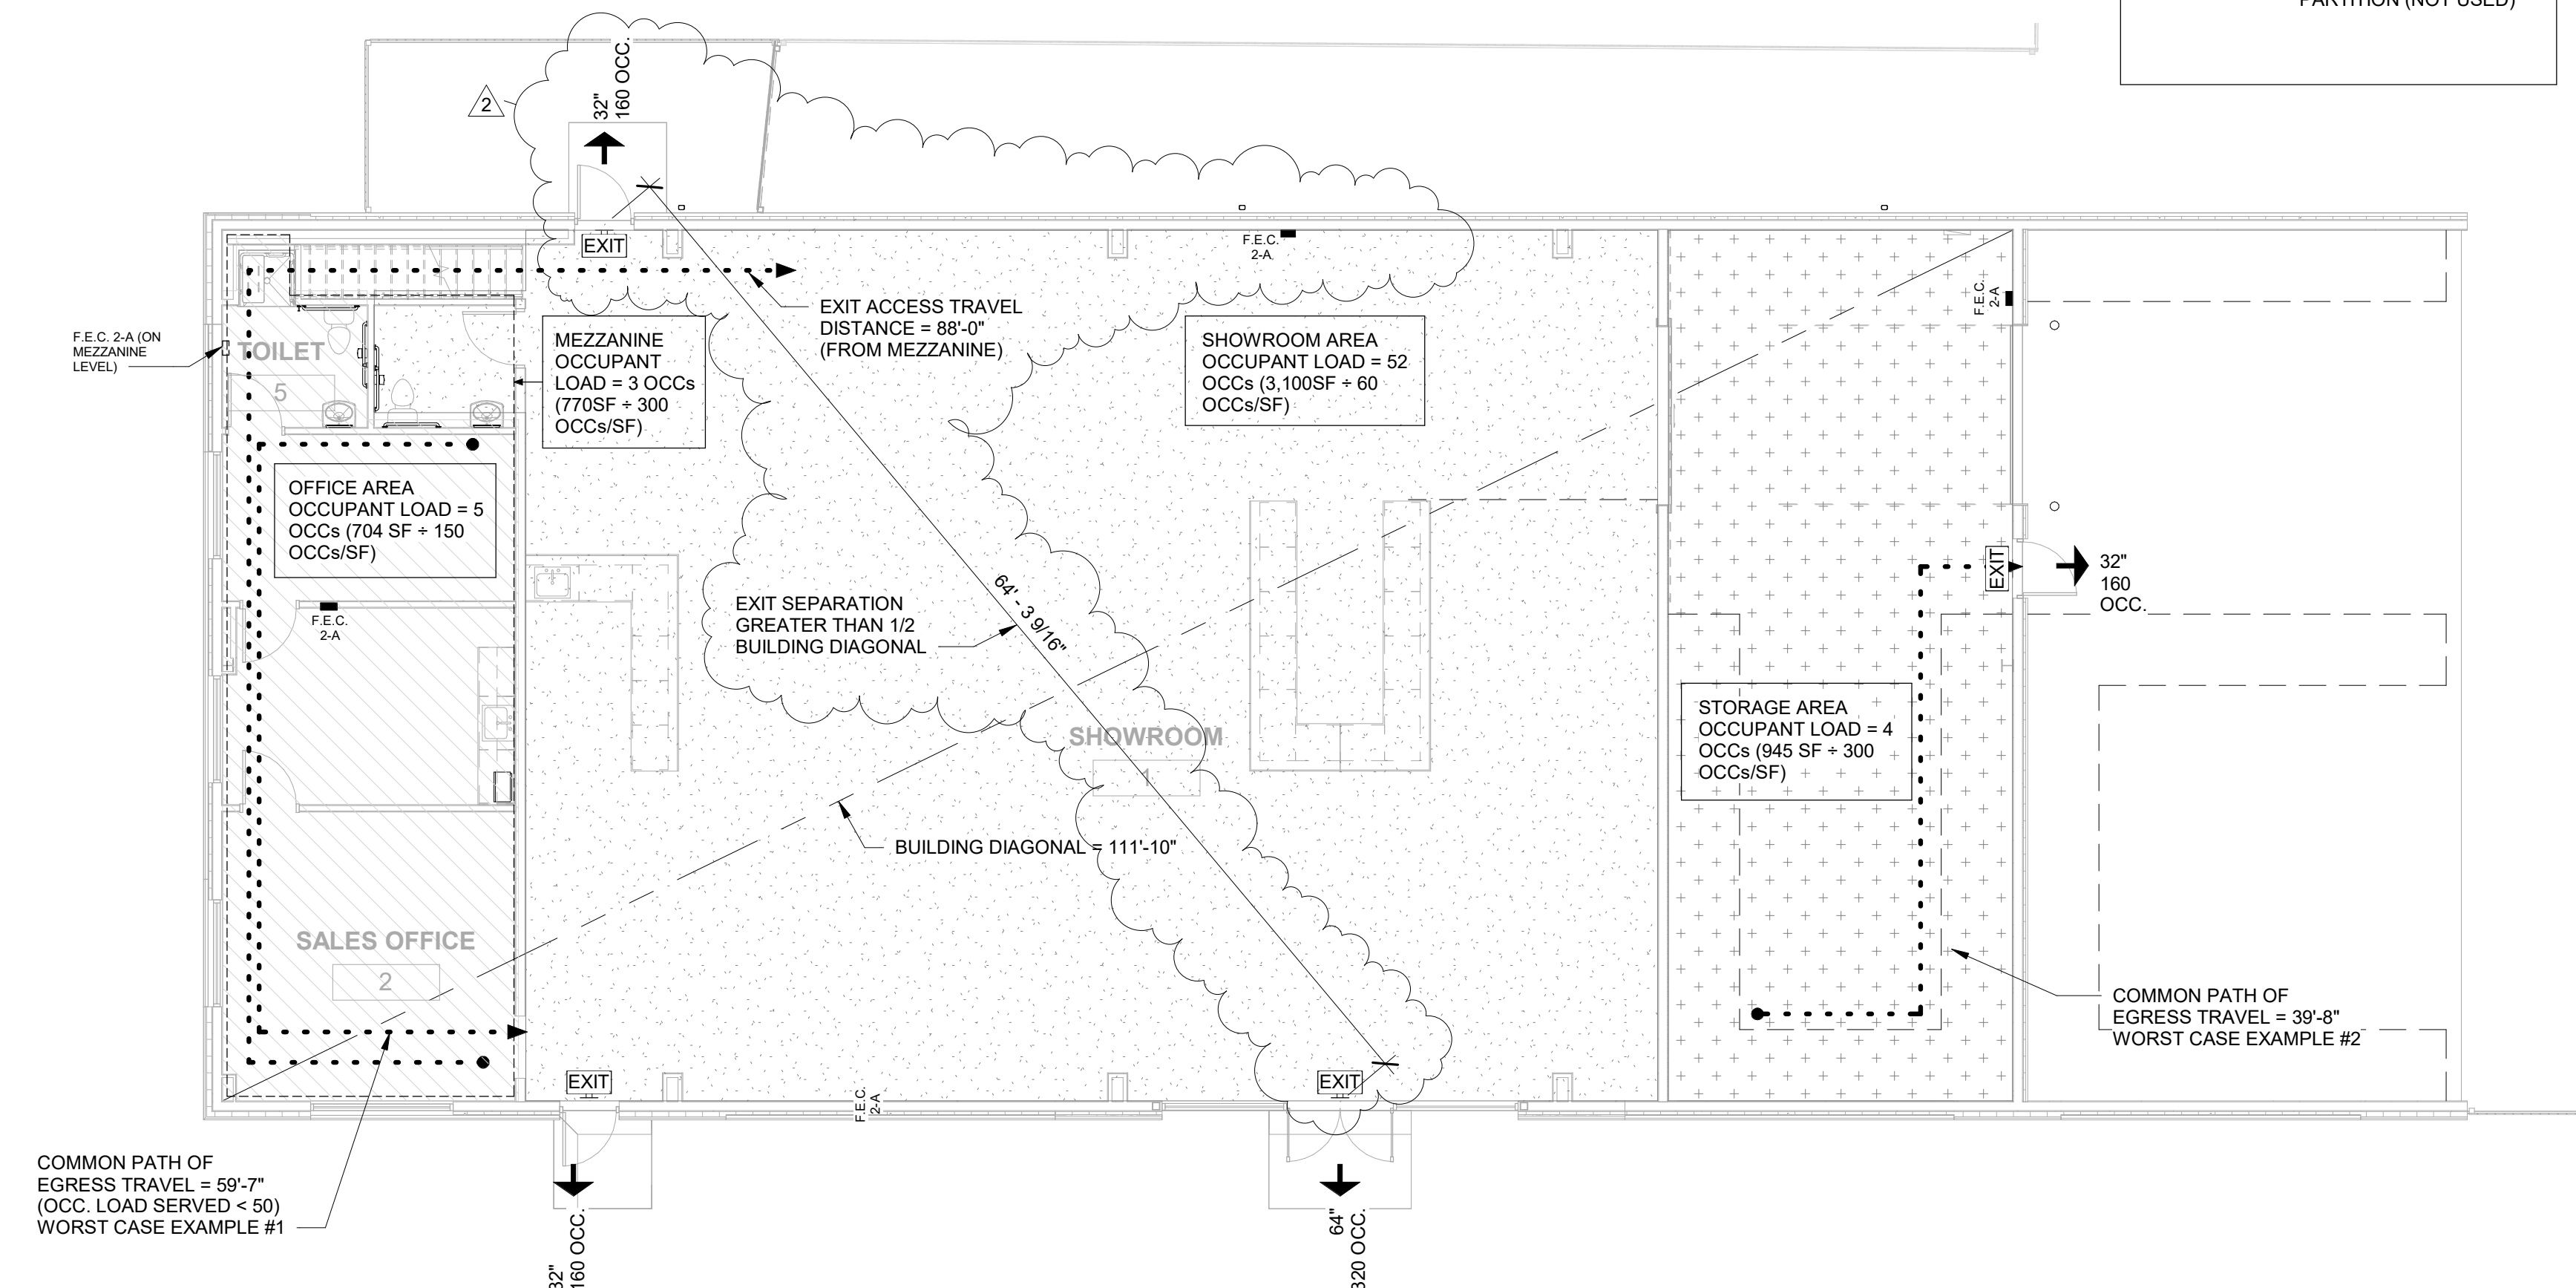 PARTITION (NOT USED)
32"
160 OCC.
2
EXIT
F.E.C.
2-A
F.E.C.
2-A
EXIT ACCESS TRAVEL
DISTANCE = 88'-0"
(FROM MEZZANINE)
F.E.C. 2-A (ON
MEZZANINE
LEVEL)
TOILET
5
MEZZANINE
OCCUPANT
LOAD = 3 OCCs
(770SF ÷ 300
OCCs/SF)
SHOWROOM AREA
OCCUPANT LOAD = 52
OCCs (3,100SF ÷ 60
OCCs/SF)
OFFICE AREA
OCCUPANT LOAD = 5
OCCs (704 SF ÷ 150
OCCs/SF)
F.E.C.
2-A
EXIT SEPARATION
GREATER THAN 1/2
BUILDING DIAGONAL
64' - 3 9/16"
EXIT
32"
160
OCC.
SHOWROOM
1
STORAGE AREA
OCCUPANT LOAD = 4
OCCs (945 SF ÷ 300
OCCs/SF)
BUILDING DIAGONAL = 111'-10"
SALES OFFICE
2
COMMON PATH OF
EGRESS TRAVEL = 39'-8"
WORST CASE EXAMPLE #2
EXIT
F.E.C.
2-A
EXIT
COMMON PATH OF
EGRESS TRAVEL = 59'-7"
(OCC. LOAD SERVED < 50)
WORST CASE EXAMPLE #1
32"
160 OCC.
64"
320 OCC.